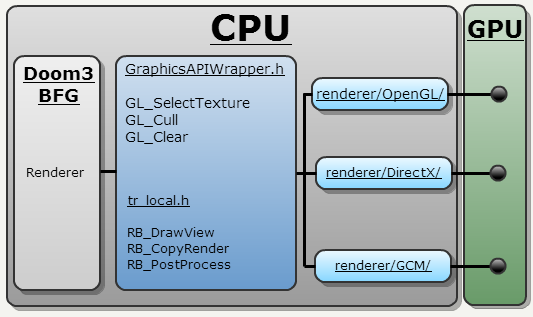 CPU
GPU
Doom3
BFG
Renderer
GraphicsAPIWrapper.h
GL_SelectTexture
GL_Cull
GL_Clear
tr_local.h
RB_DrawView
RB_CopyRender
RB_PostProcess
renderer/OpenGL/
renderer/DirectX/
renderer/GCM/